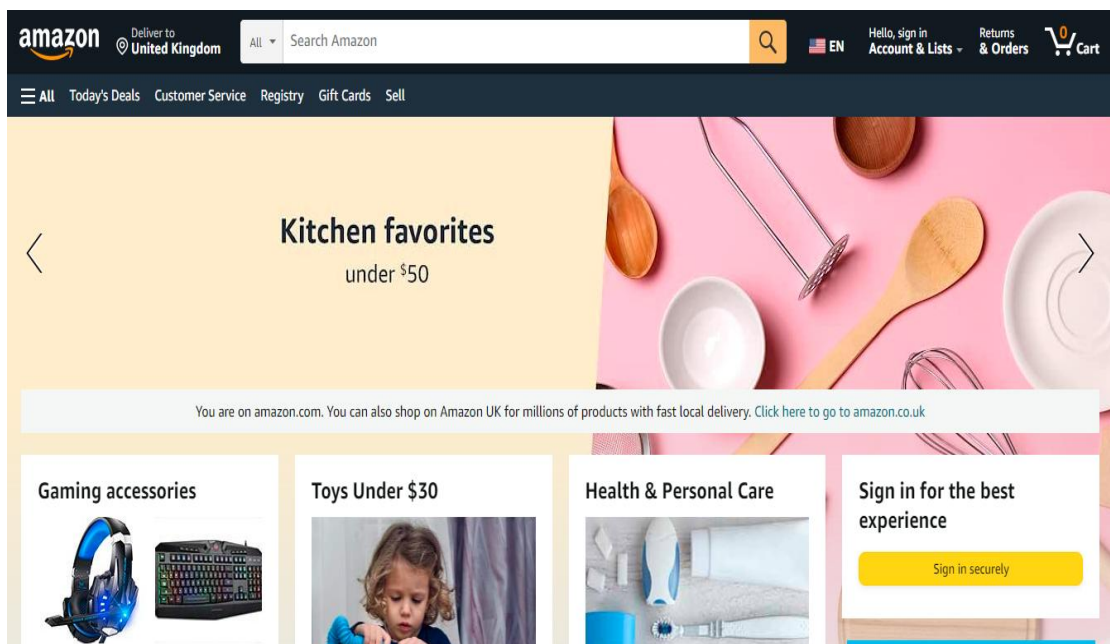 amazon
Deliver to
United Kingdom
All
Search Amazon
EN
Hello, sign in
Account & Lists
Returns
& Orders
0
Cart
All
Today's Deals
Customer Service
Registry
Gift Cards
Sell
Kitchen favorites
under $50
You are on amazon.com. You can also shop on Amazon UK for millions of products with fast local delivery. Click here to go to amazon.co.uk
Gaming accessories
Toys Under $30
Health & Personal Care
Sign in for the best
experience
Sign in securely